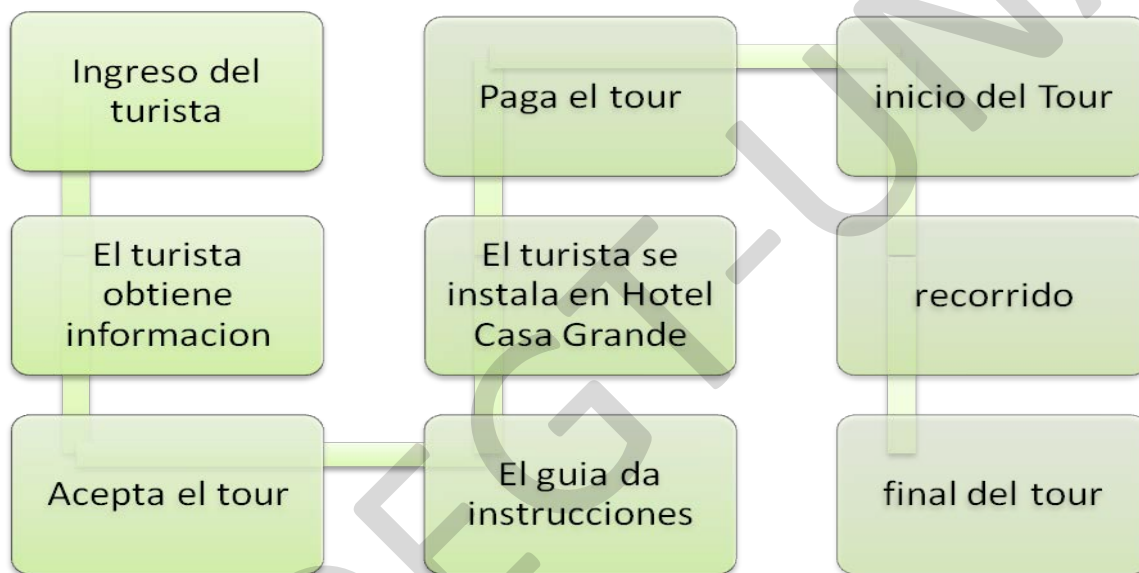 Ingreso del
turista
El turista
obtiene
informacion
Acepta el tour
El guia da
instrucciones
El turista se
instala en Hotel
Casa Grande
Paga el tour
inicio del Tour
recorrido
final del tour